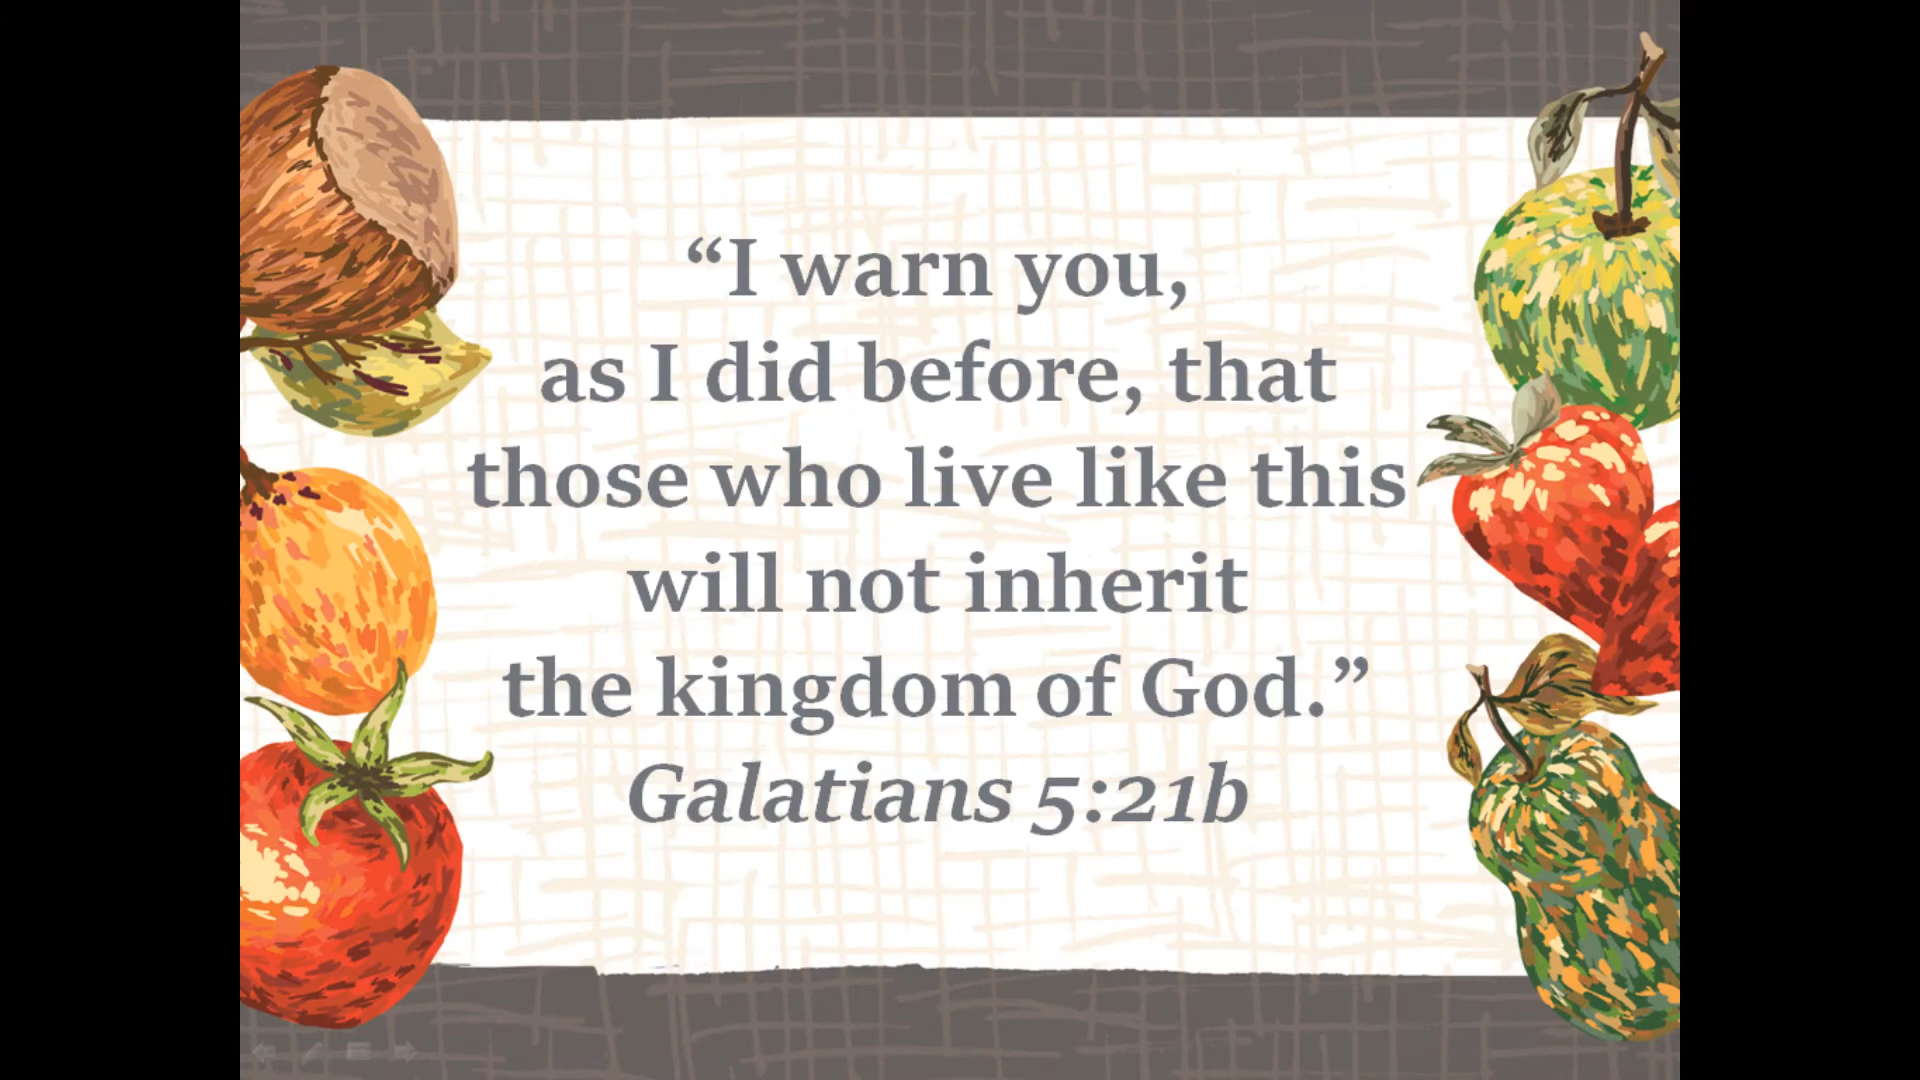 “I warn you,
as I did before, that
those who live like this
will not inherit
the kingdom of God.”
Galatians 5:21b